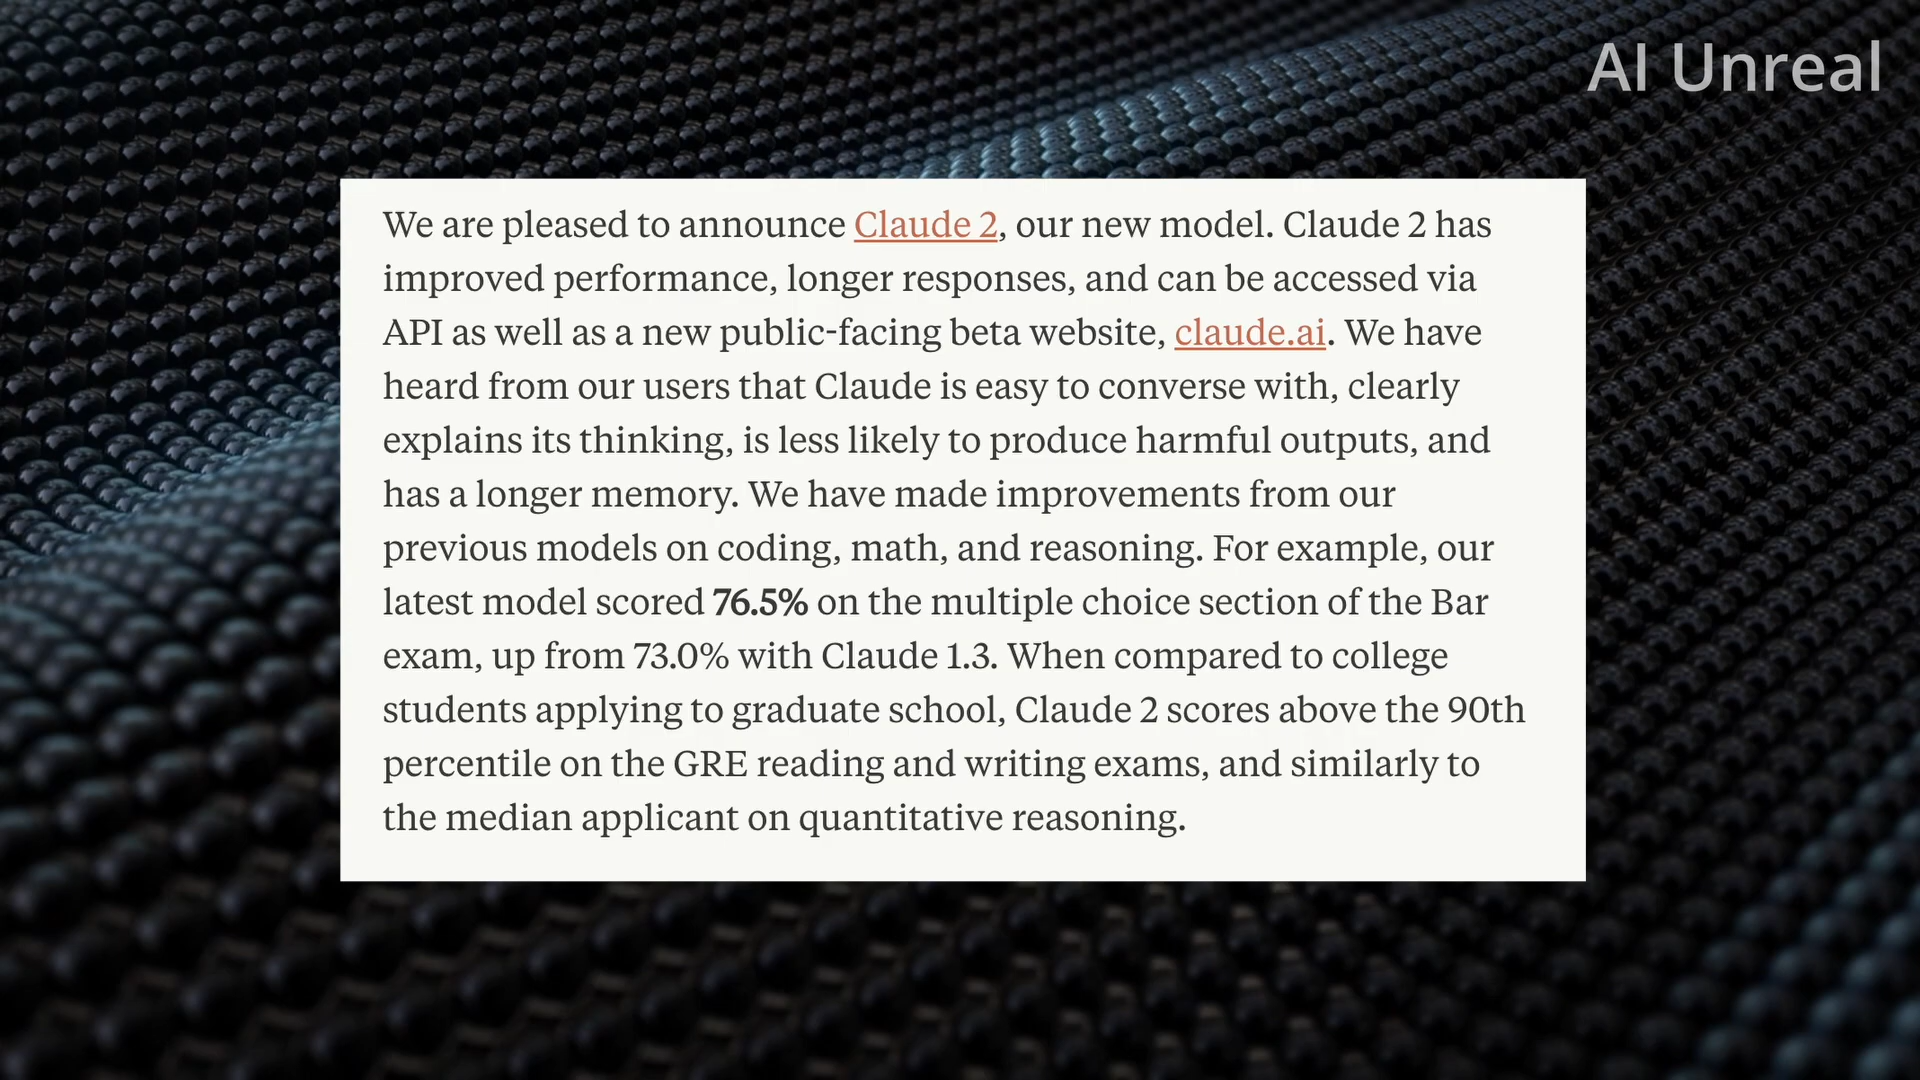 AI Unreal
We are pleased to announce Claude 2, our new model. Claude 2 has
improved performance, longer responses, and can be accessed via
API as well as a new public-facing beta website, claude.ai. We have
heard from our users that Claude is easy to converse with, clearly
explains its thinking, is less likely to produce harmful outputs, and
has a longer memory. We have made improvements from our
previous models on coding, math, and reasoning. For example, our
latest model scored 76.5% on the multiple choice section of the Bar
exam, up from 73.0% with Claude 1.3. When compared to college
students applying to graduate school, Claude 2 scores above the 90th
percentile on the GRE reading and writing exams, and similarly to
the median applicant on quantitative reasoning.